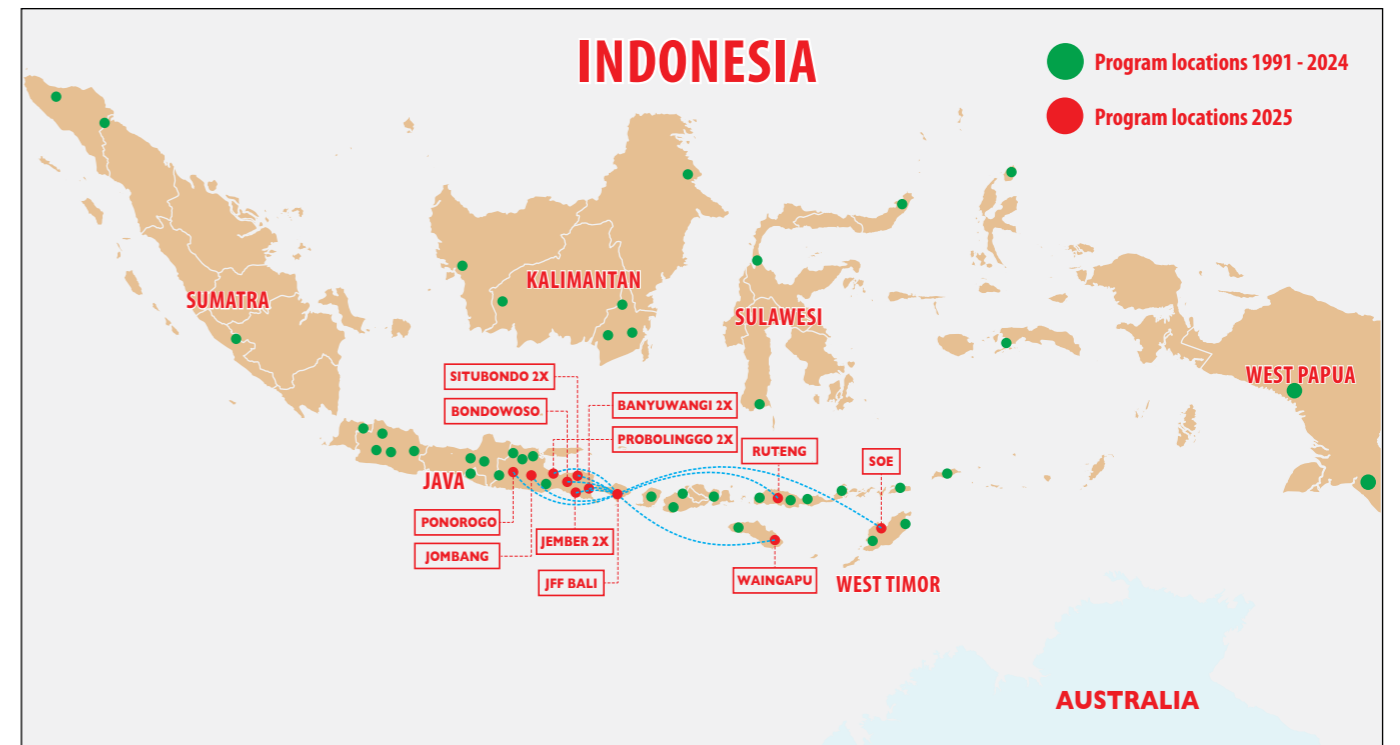 INDONESIA
Program locations 1991 - 2024
Program locations 2025
SUMATRA
KALIMANTAN
SULAWESI
WEST PAPUA
SITUBONDO 2X
BONDOWOSO
BANYUWANGI 2X
PROBOLINGGO 2X
RUTENG
SOE
JAVA
PONOROGO
JOMBANG
JEMBER 2X
JFF BALI
WAINGAPU
WEST TIMOR
AUSTRALIA